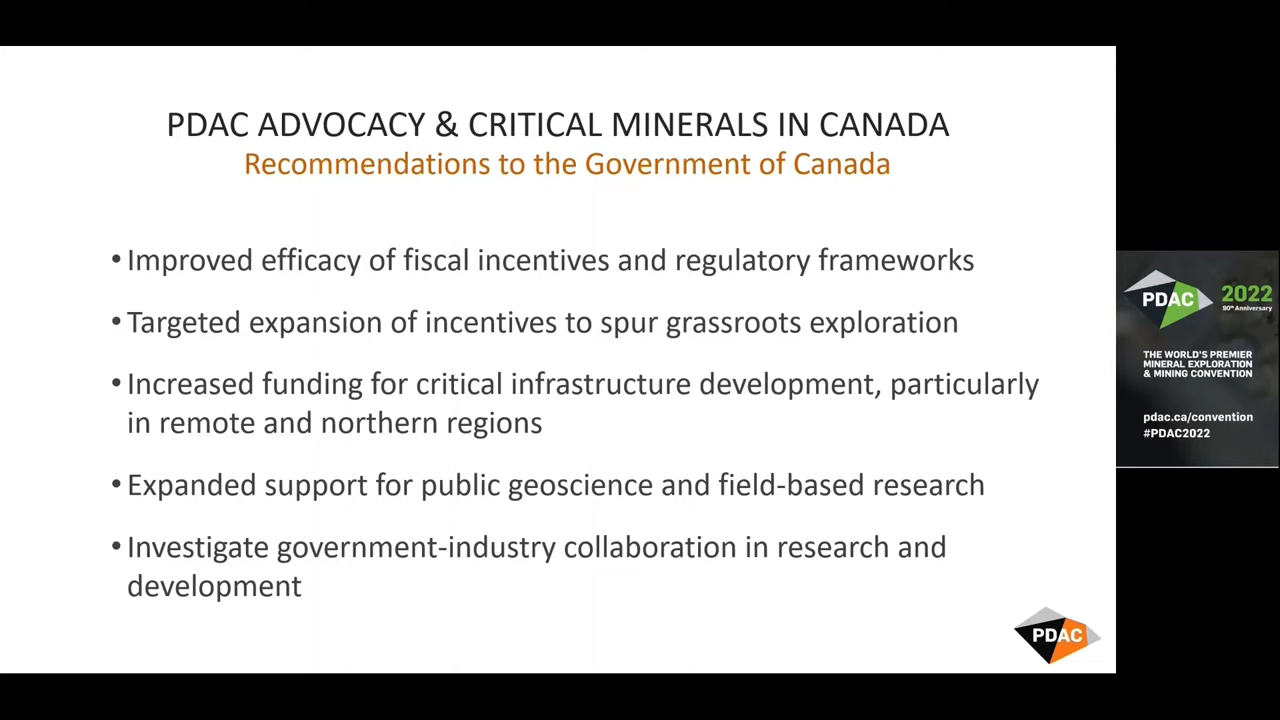 PDAC ADVOCACY & CRITICAL MINERALS IN CANADA
Recommendations to the Government of Canada
• Improved efficacy of fiscal incentives and regulatory frameworks
• Targeted expansion of incentives to spur grassroots exploration
• Increased funding for critical infrastructure development, particularly
in remote and northern regions
• Expanded support for public geoscience and field-based research
• Investigate government-industry collaboration in research and
development
PDAC
PDAC 2022
90th Anniversary
THE WORLD'S PREMIER
MINERAL EXPLORATION
& MINING CONVENTION
pdac.ca/convention
#PDAC2022